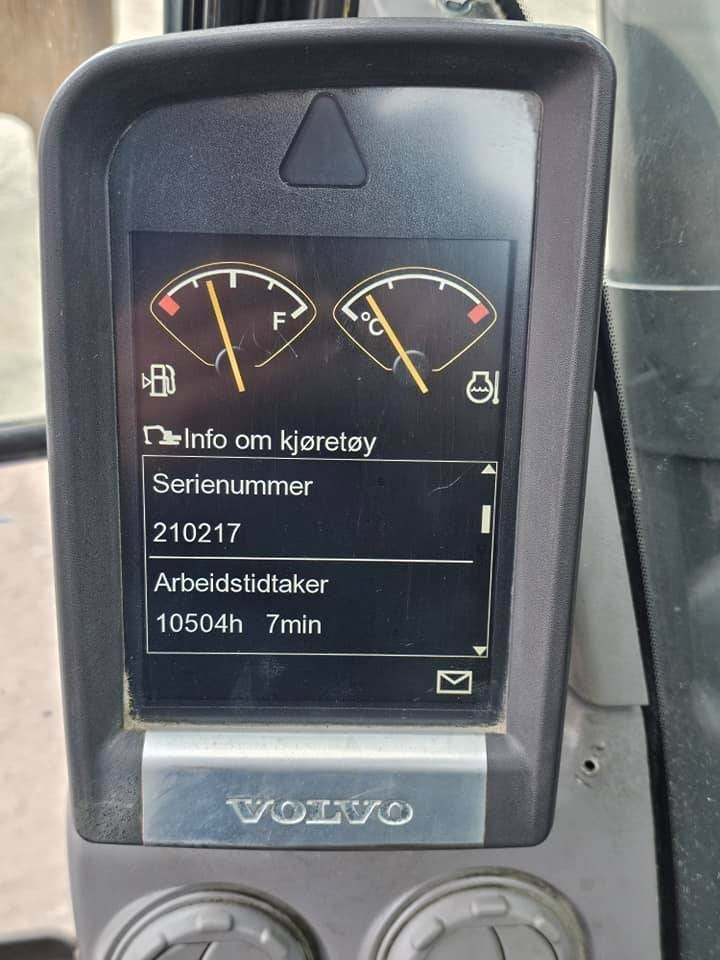 F
°C
Info om kjøretøy
Serienummer
210217
Arbeidstidtaker
10504h 7min
VOLVO